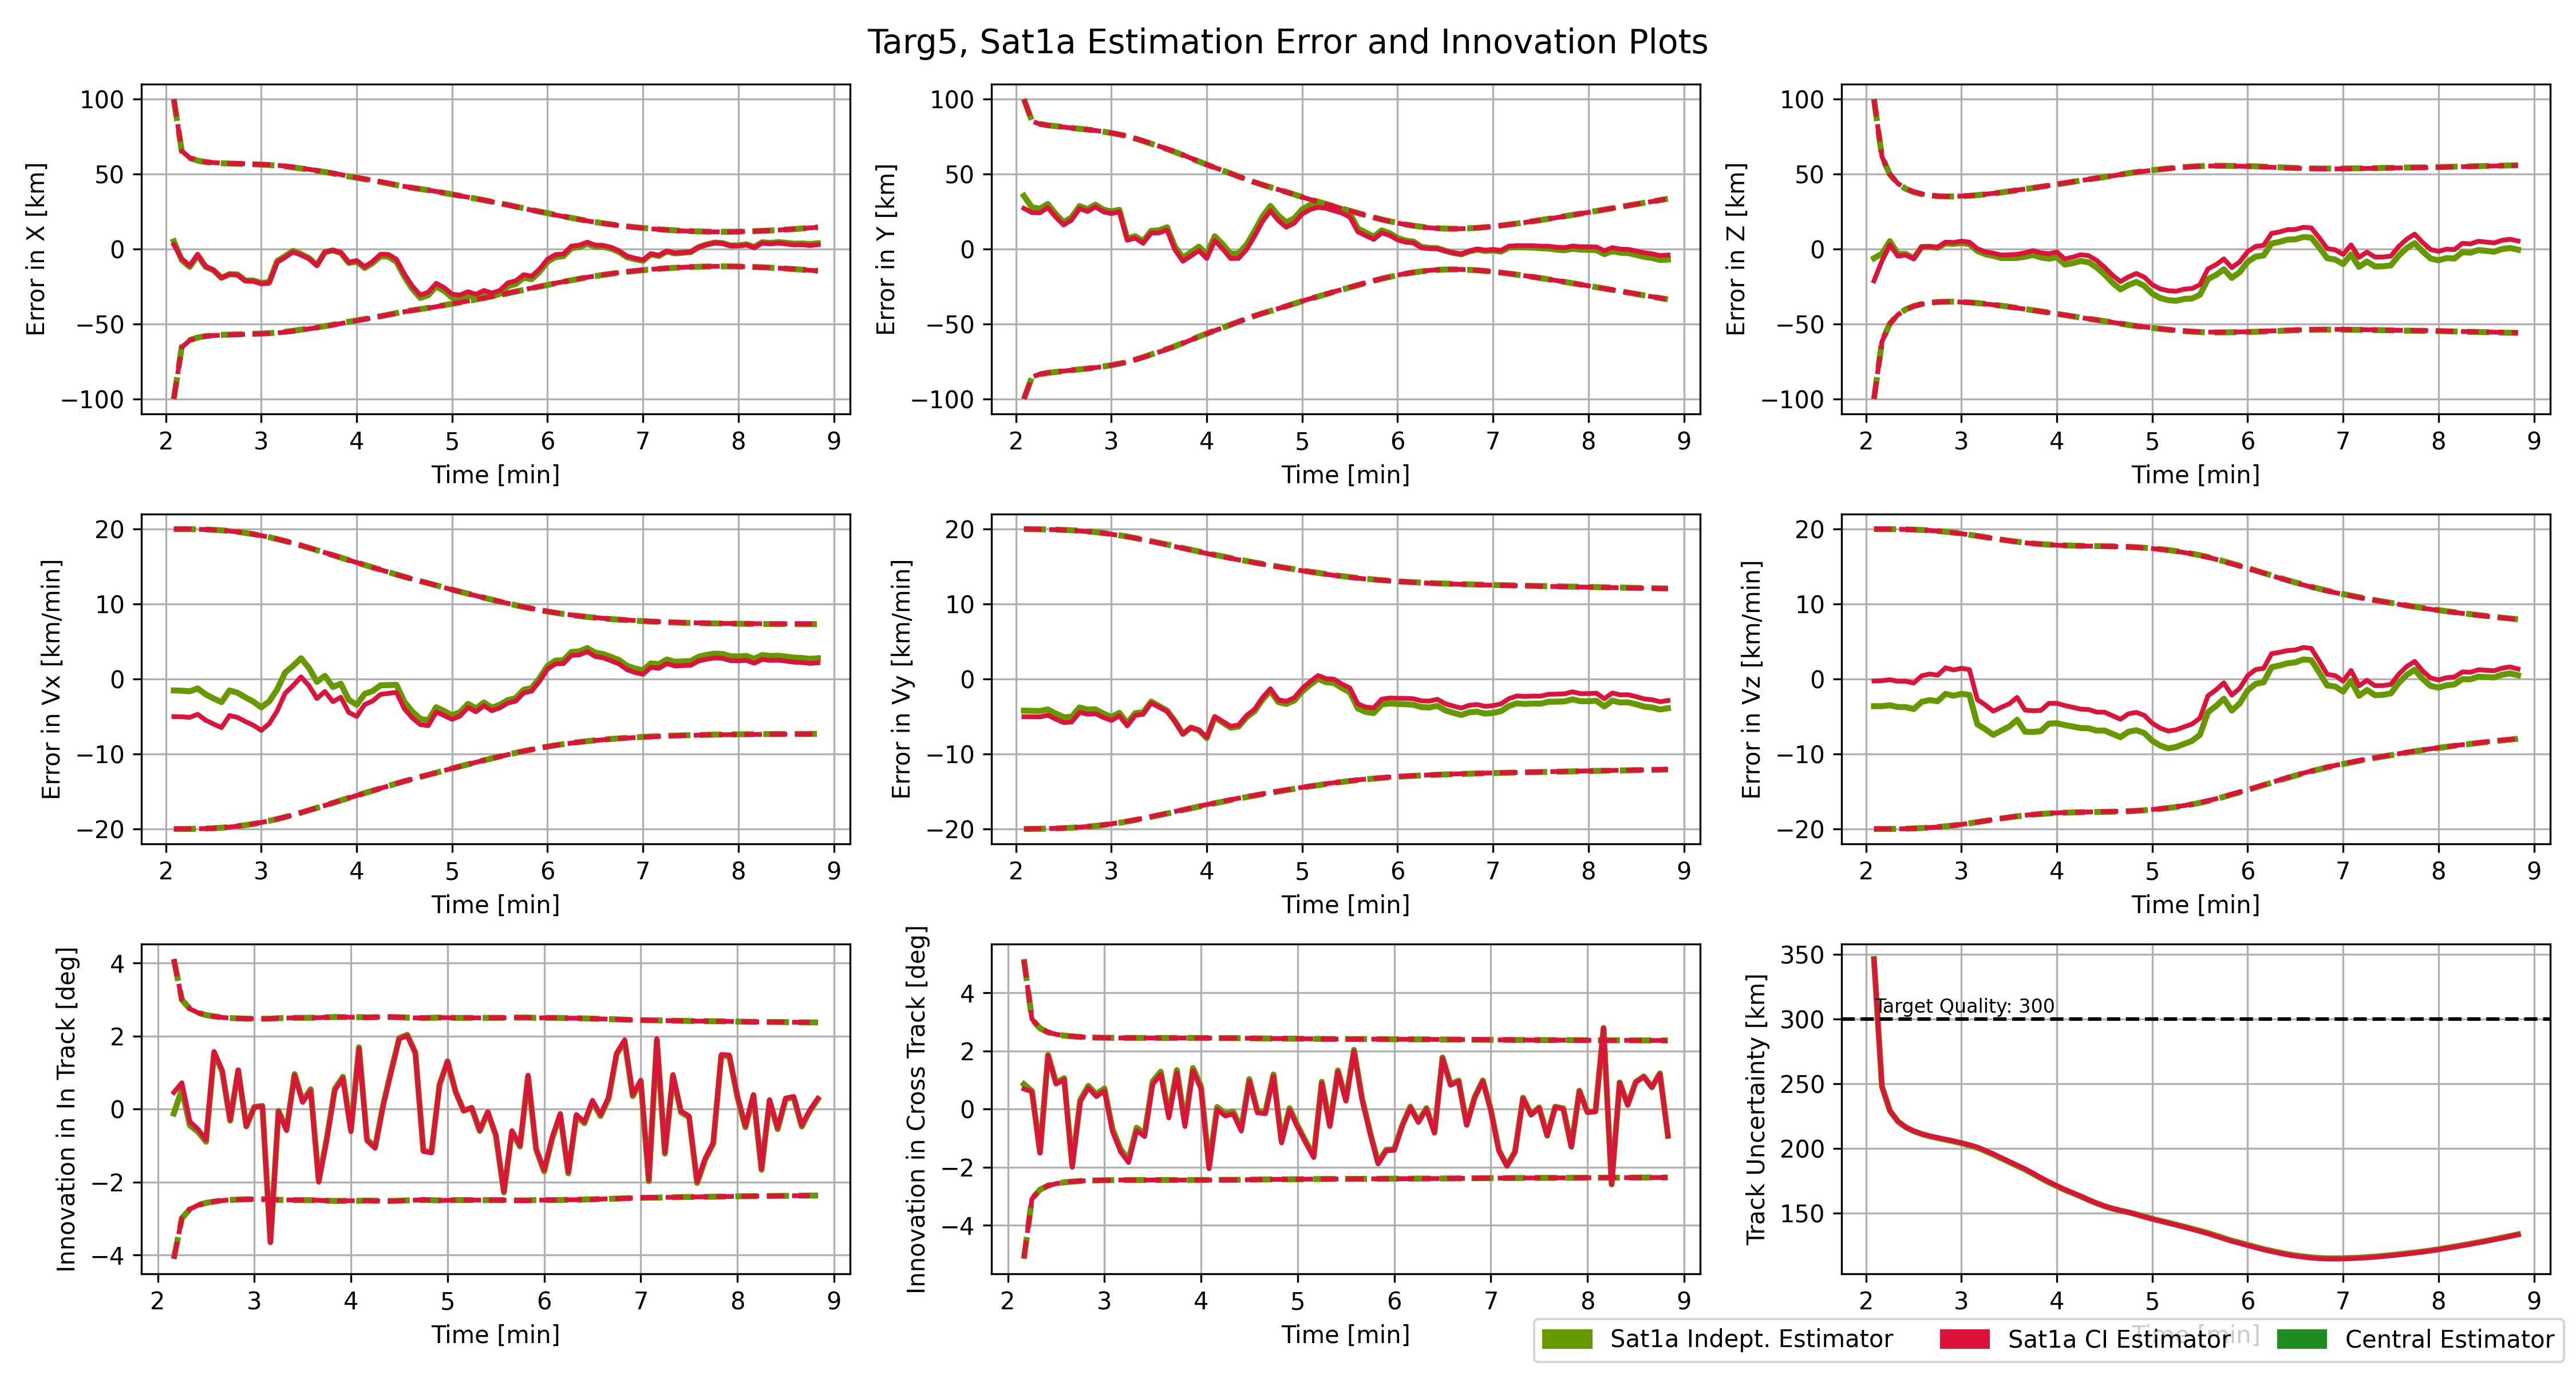 Targ5, Sat1a Estimation Error and Innovation Plots
Error in X [km]
100
50
0
−50
−100
2 3 4 5 6 7 8 9
Time [min]
Error in Y [km]
100
50
0
−50
−100
2 3 4 5 6 7 8 9
Time [min]
Error in Z [km]
100
50
0
−50
−100
2 3 4 5 6 7 8 9
Time [min]
Error in Vx [km/min]
20
10
0
−10
−20
2 3 4 5 6 7 8 9
Time [min]
Error in Vy [km/min]
20
10
0
−10
−20
2 3 4 5 6 7 8 9
Time [min]
Error in Vz [km/min]
20
10
0
−10
−20
2 3 4 5 6 7 8 9
Time [min]
Innovation in In Track [deg]
4
2
0
−2
−4
2 3 4 5 6 7 8 9
Time [min]
Innovation in Cross Track [deg]
4
2
0
−2
−4
2 3 4 5 6 7 8 9
Time [min]
Track Uncertainty [km]
350
300
250
200
150
Target Quality: 300
2 3 4 5 6 7 8 9
Time [min]
Sat1a Indept. Estimator
Sat1a CI Estimator
Central Estimator